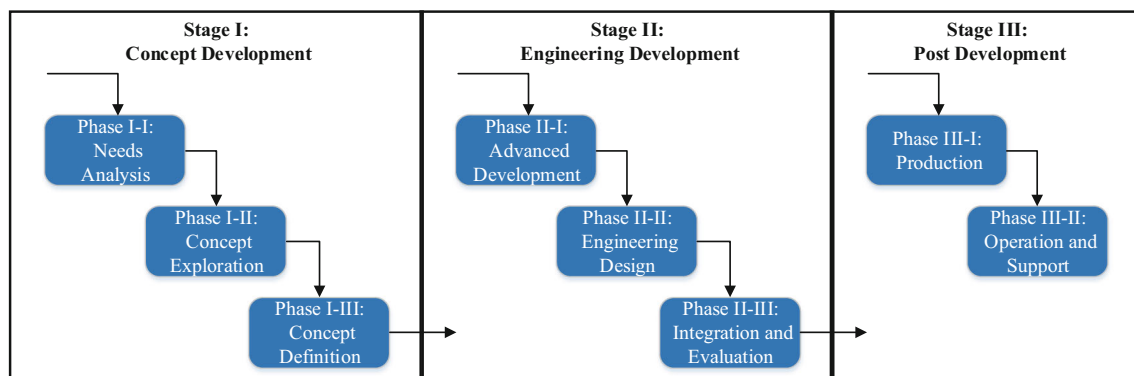 Stage I:
Concept Development
Phase I-I:
Needs
Analysis
Phase I-II:
Concept
Exploration
Phase I-III:
Concept
Definition
Stage II:
Engineering Development
Phase II-I:
Advanced
Development
Phase II-II:
Engineering
Design
Phase II-III:
Integration and
Evaluation
Stage III:
Post Development
Phase III-I:
Production
Phase III-II:
Operation and
Support